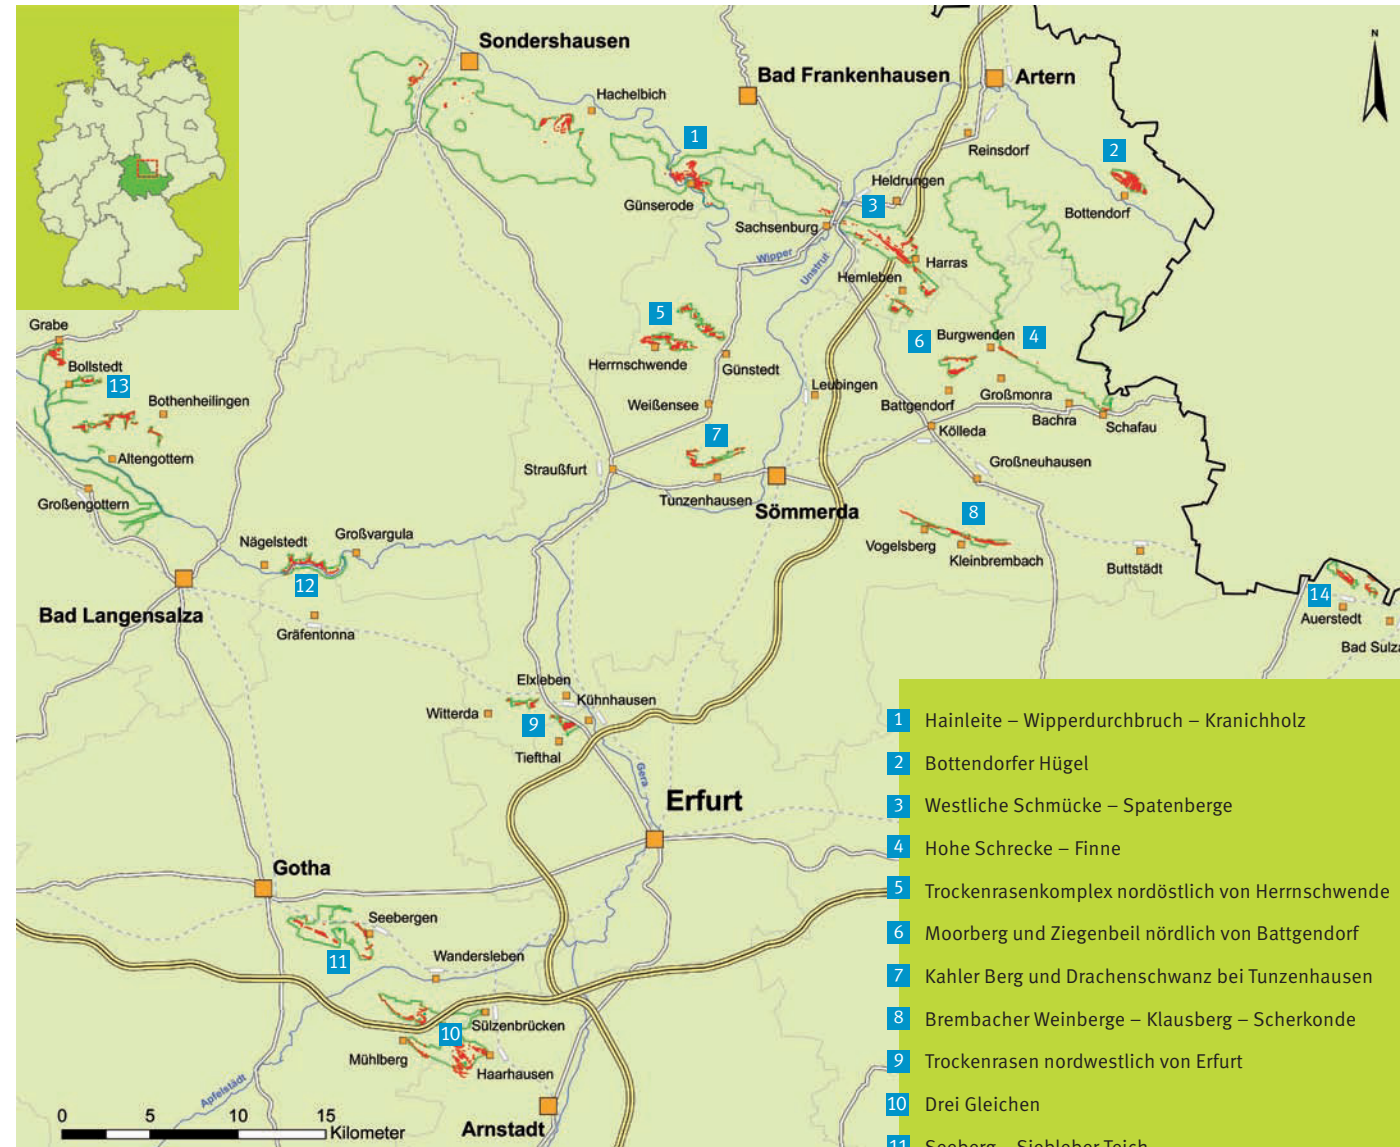 N
Sondershausen
Bad Frankenhausen
Artern
Hachelbich
1
Reinsdorf
2
Heldrungen
Günserode
3
Bottendorf
Sachsenburg
Wipper
Unstrut
Harras
Hemleben
Grabe
5
6
Burgwenden
4
Bollstedt
13
Herrnschwende
Günstedt
Leubingen
Großmonra
Bothenheilingen
Weißensee
Battgendorf
Bachra
Schafau
7
Kölleda
Altengottern
Straußfurt
Großneuhausen
Großengottern
Tunzenhausen
Sömmerda
8
Nägelstedt
Großvargula
Vogelsberg
Kleinbrembach
Buttstädt
12
14
Bad Langensalza
Auerstedt
Gräfentonna
Bad Sulza
Elxleben
Kühnhausen
Witterda
9
Tiefthal
Gera
Erfurt
Gotha
Seebergen
11
Wandersleben
10
Sülzenbrücken
Mühlberg
Haarhausen
Apfelstädt
0 5 10 15
Kilometer
Arnstadt
1 Hainleite – Wipperdurchbruch – Kranichholz
2 Bottendorfer Hügel
3 Westliche Schmücke – Spatenberge
4 Hohe Schrecke – Finne
5 Trockenrasenkomplex nordöstlich von Herrnschwende
6 Moorberg und Ziegenbeil nördlich von Battgendorf
7 Kahler Berg und Drachenschwanz bei Tunzenhausen
8 Brembacher Weinberge – Klausberg – Scherkonde
9 Trockenrasen nordwestlich von Erfurt
10 Drei Gleichen
11 Seeberg – Siebleber Teich